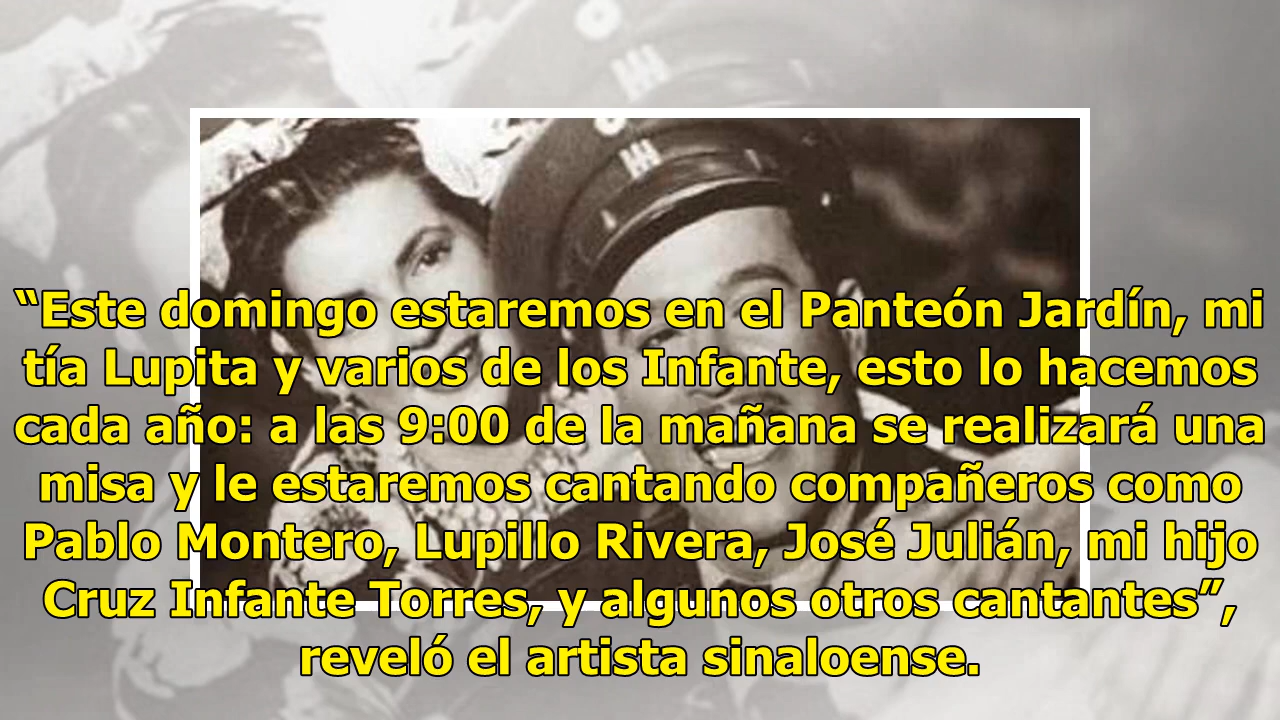 “Este domingo estaremos en el Panteón Jardín, mi
tía Lupita y varios de los Infante, esto lo hacemos
cada año: a las 9:00 de la mañana se realizará una
misa y le estaremos cantando compañeros como
Pablo Montero, Lupillo Rivera, José Julián, mi hijo
Cruz Infante Torres, y algunos otros cantantes”,
reveló el artista sinaloense.